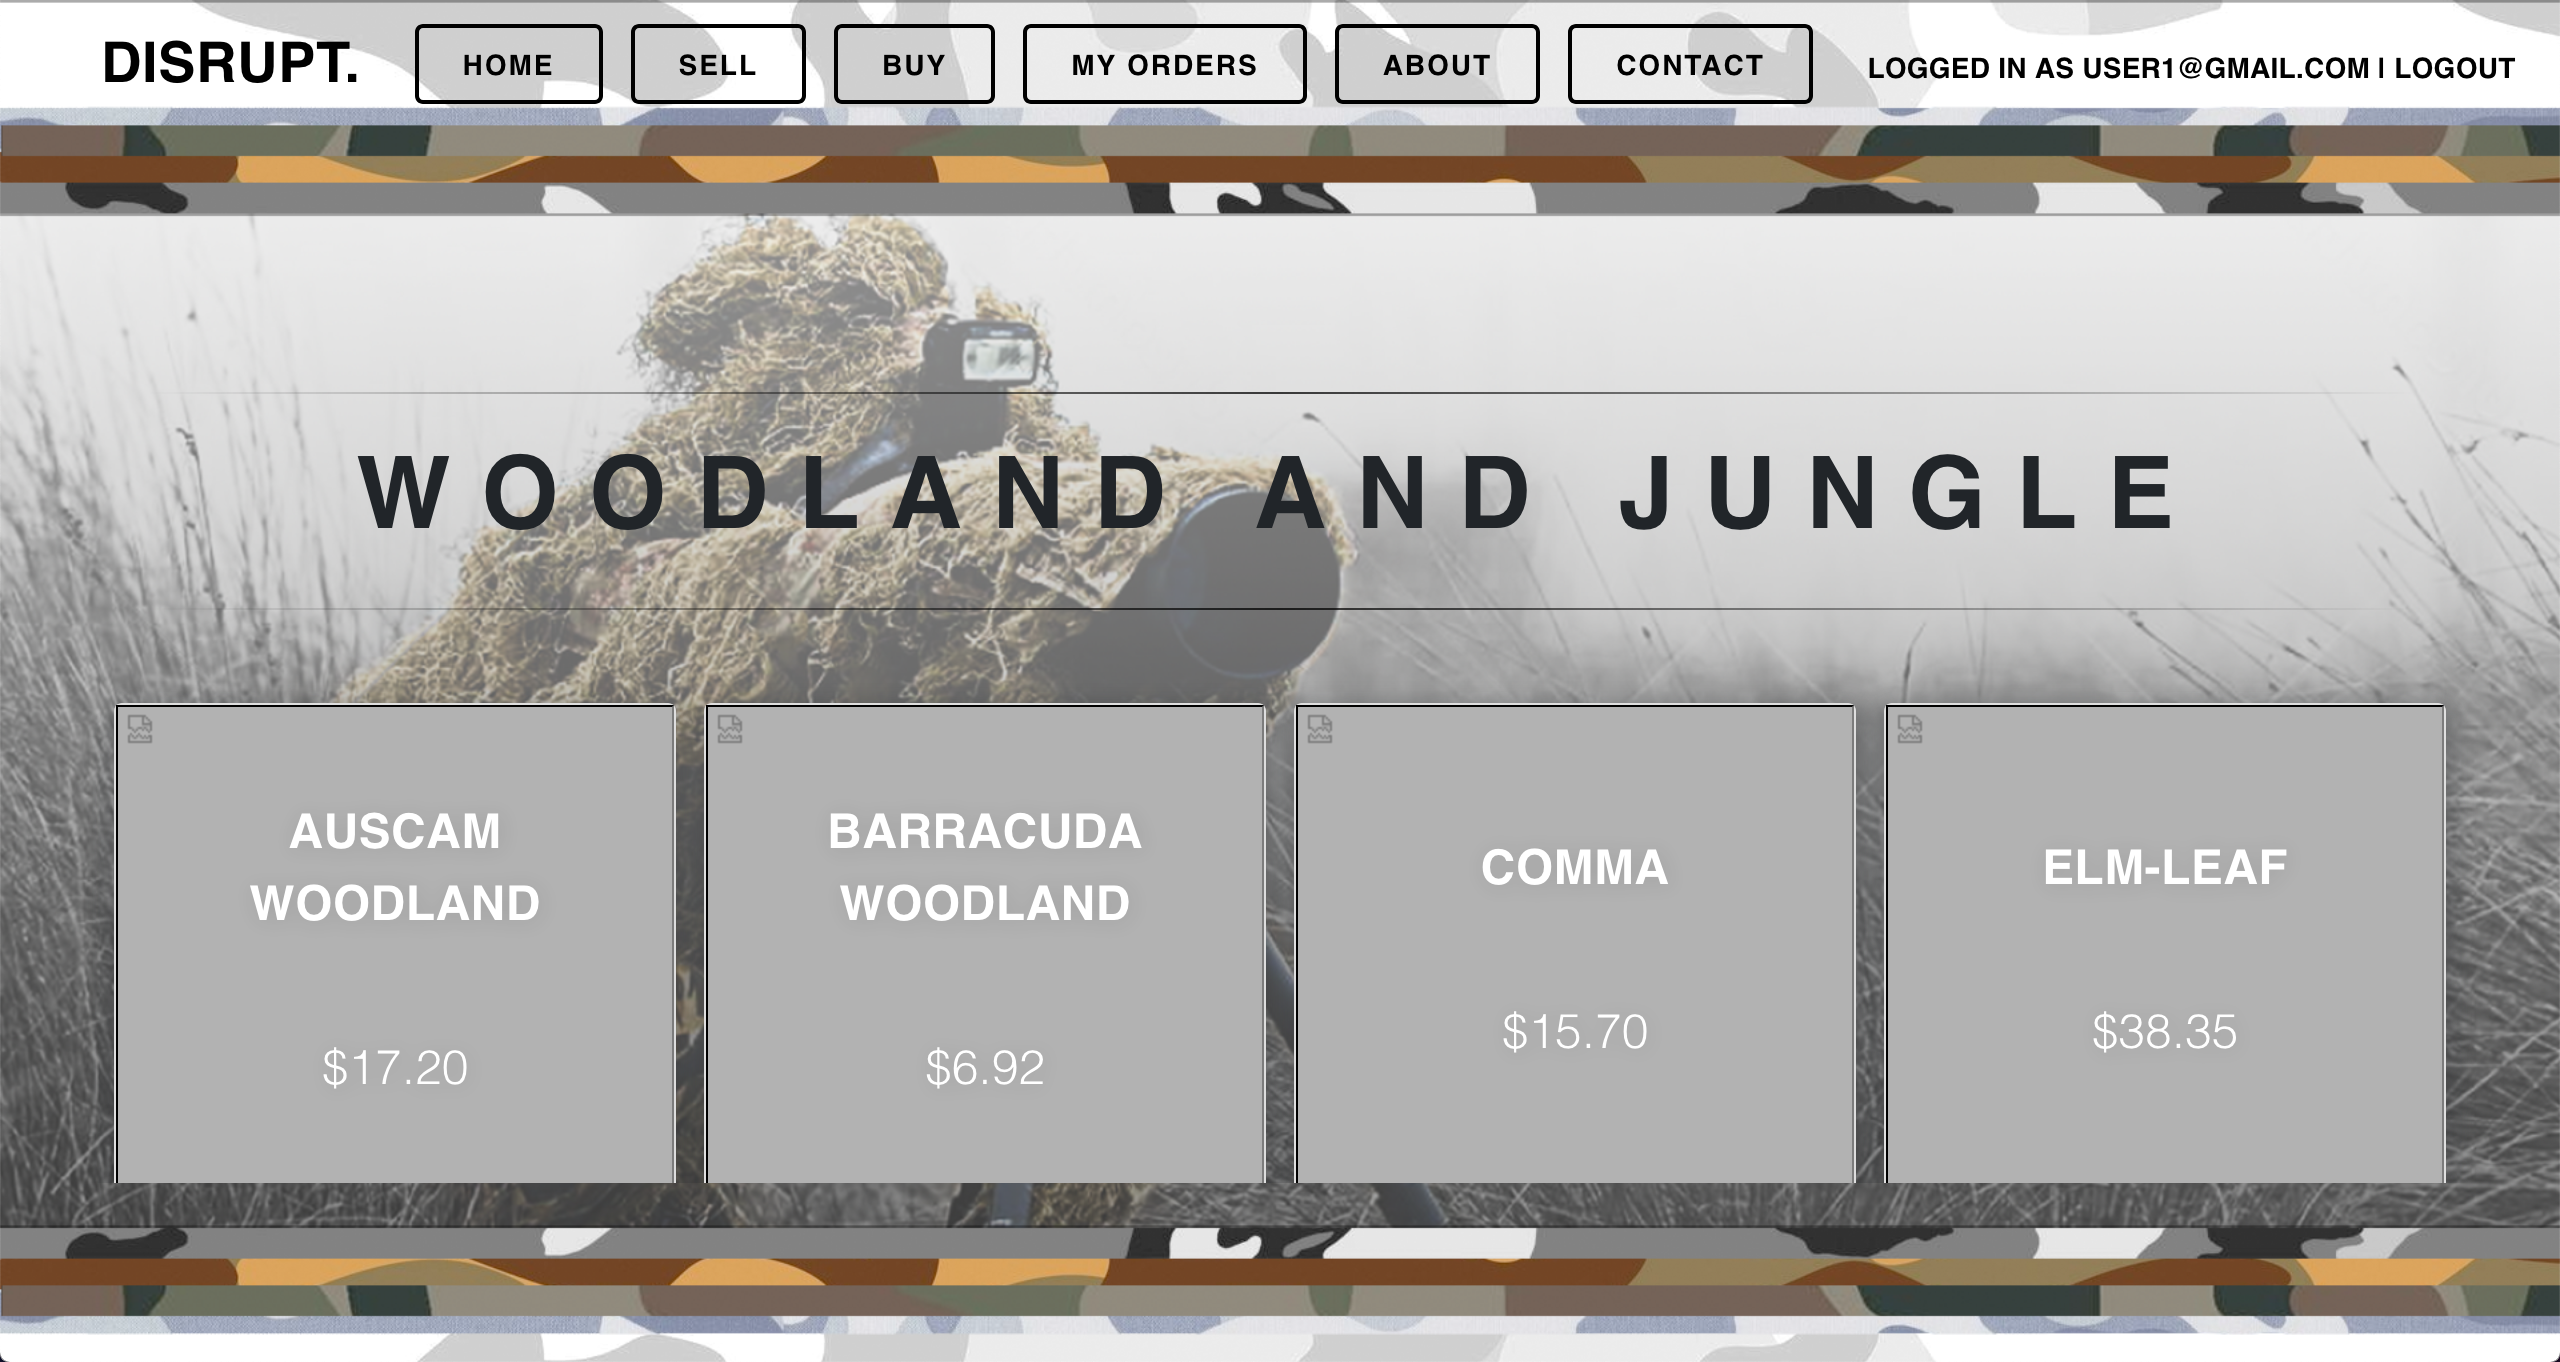 DISRUPT.
HOME
SELL
BUY
MY ORDERS
ABOUT
CONTACT
LOGGED IN AS USER1@GMAIL.COM | LOGOUT
WOODLAND AND JUNGLE
AUSCAM
WOODLAND
$17.20
BARRACUDA
WOODLAND
$6.92
COMMA
$15.70
ELM-LEAF
$38.35